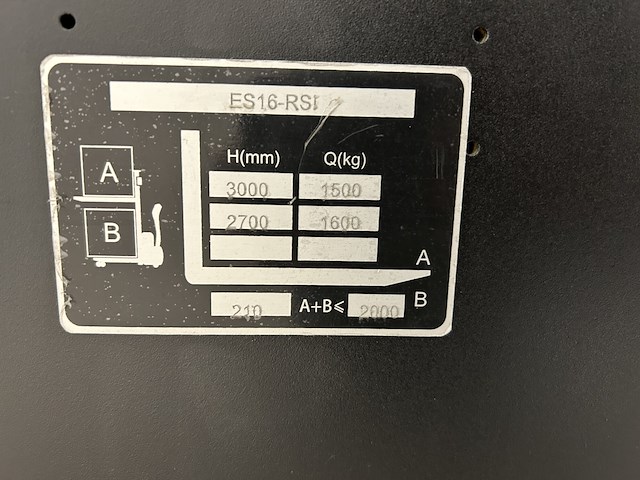 ES16-RSI
H(mm) Q(kg)
A 3000 1500
B 2700 1600
A
210 A+B≤ 2000 B